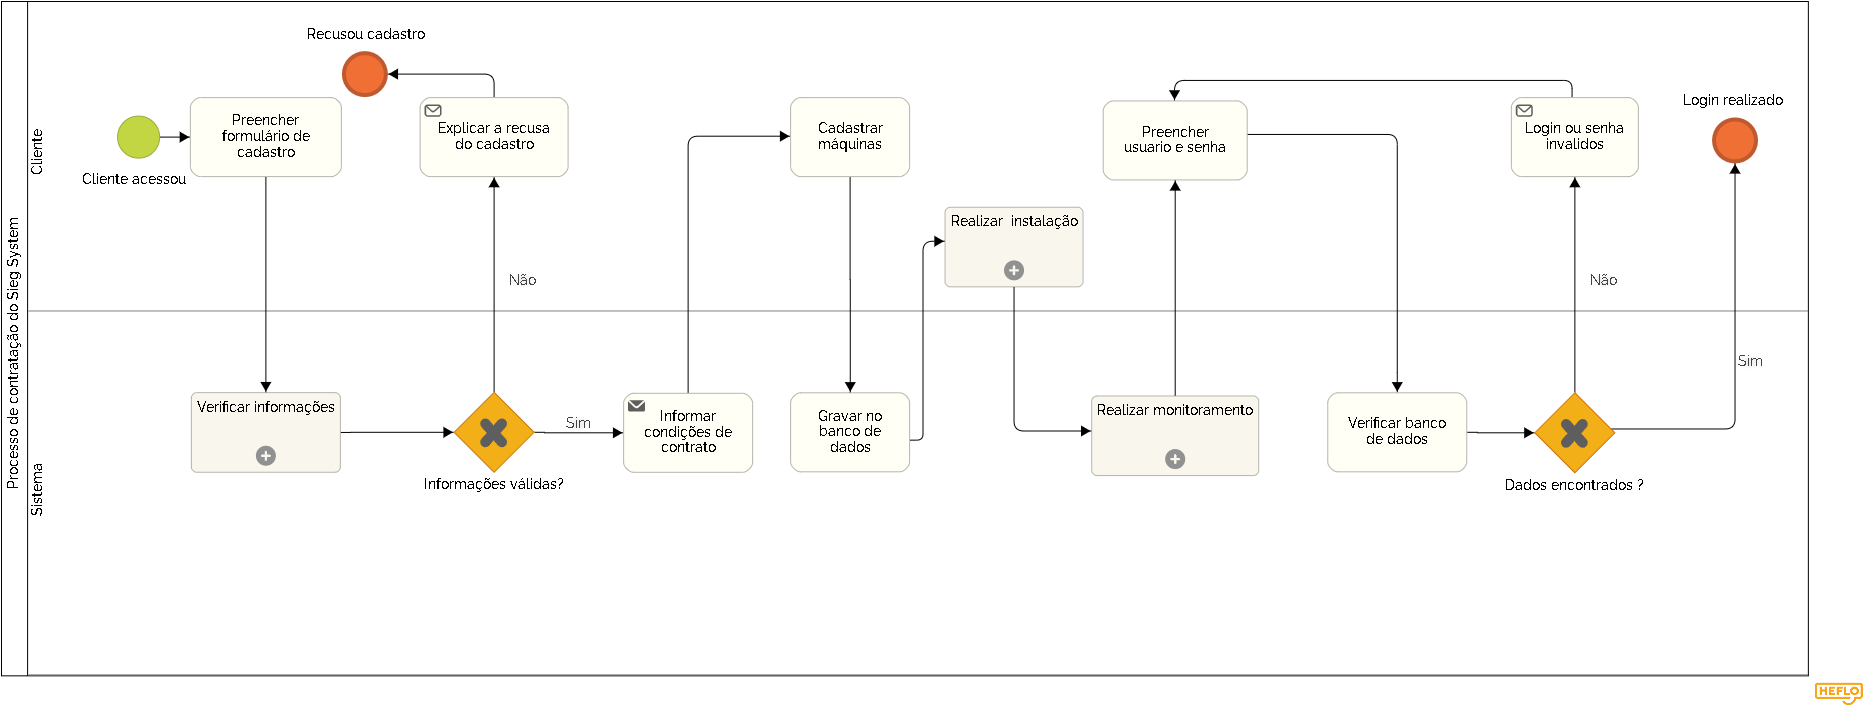 Processo de contratação do Sieg System
Cliente
Sistema
Recusou cadastro
Cliente acessou
Preencher
formulário de
cadastro
Explicar a recusa
do cadastro
Cadastrar
máquinas
Realizar  instalação
Preencher
usuario e senha
Login ou senha
invalidos
Login realizado
Não
Não
Sim
Verificar informações
Informações válidas?
Sim
Informar
condições de
contrato
Gravar no
banco de
dados
Realizar monitoramento
Verificar banco
de dados
Dados encontrados ?
HEFLO